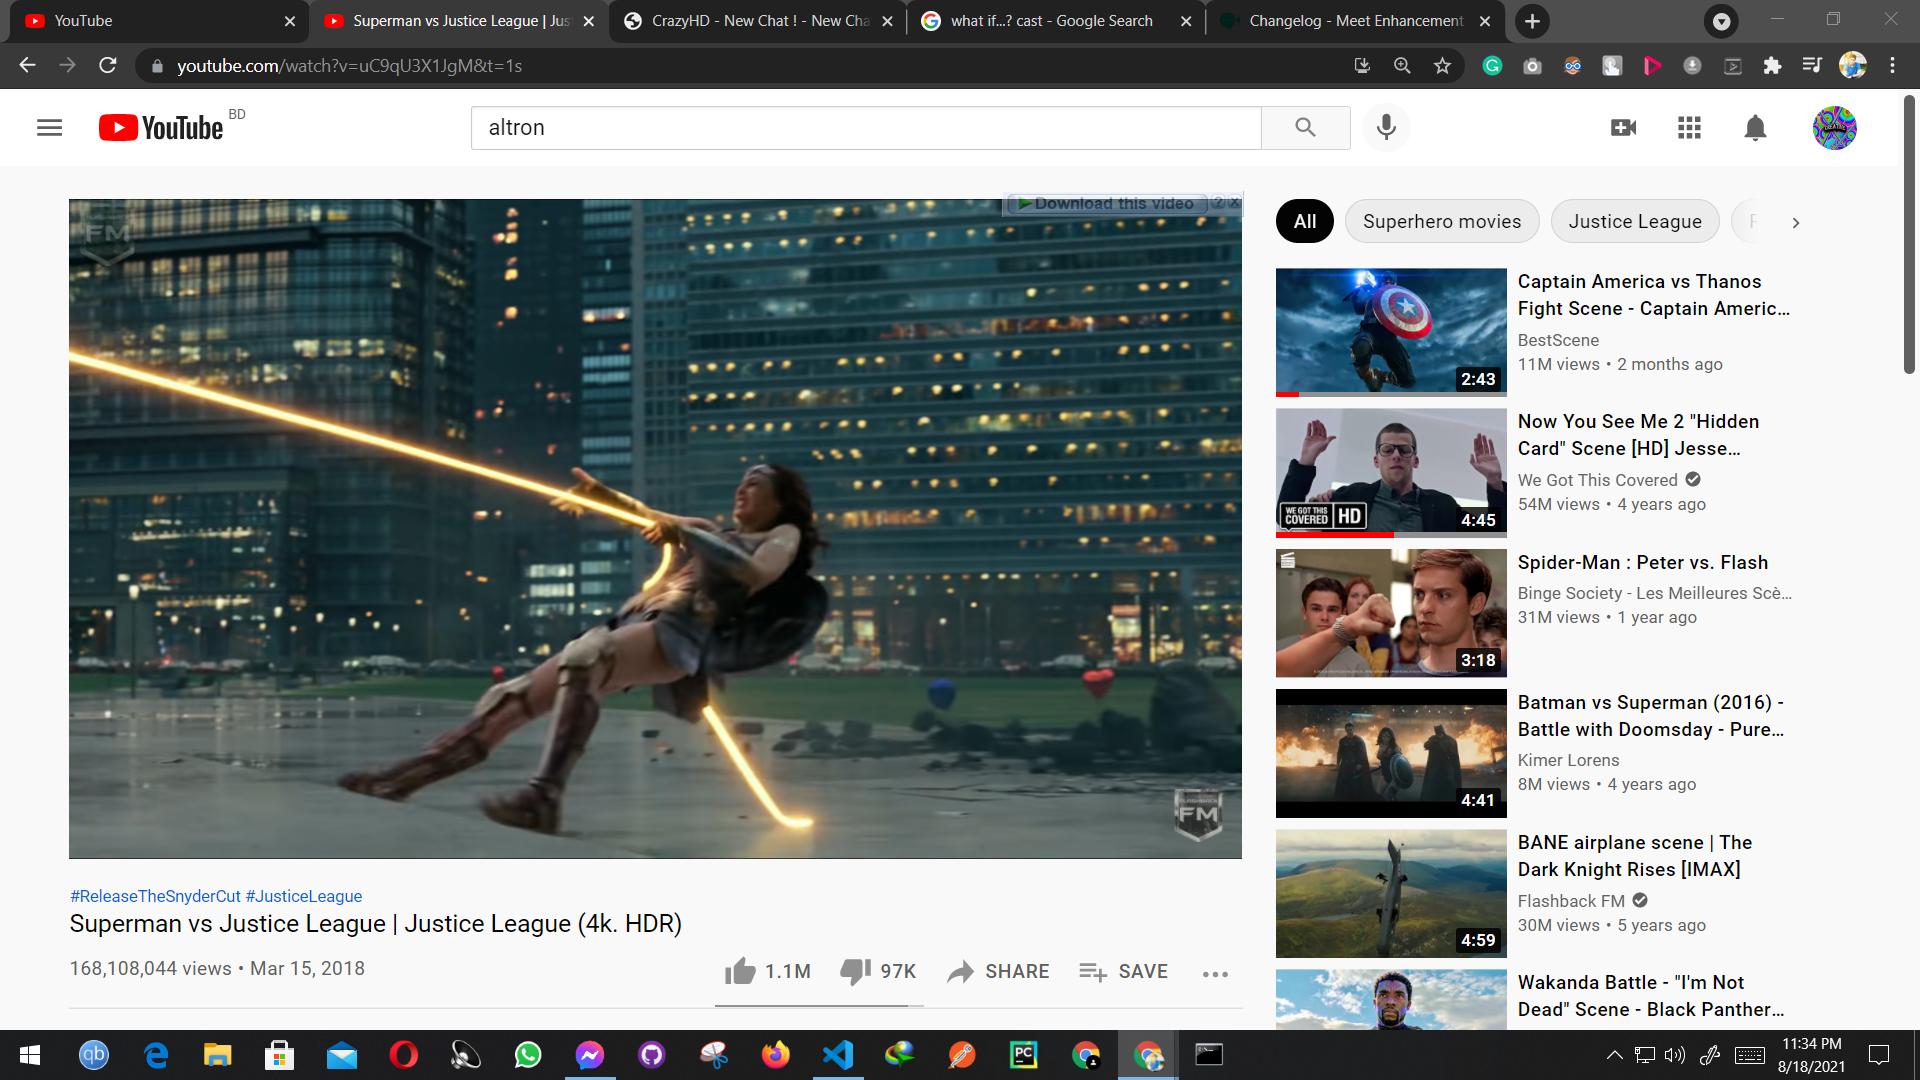 YouTube
Superman vs Justice League | Jus
CrazyHD - New Chat ! - New Cha
what if...? cast - Google Search
Changelog - Meet Enhancement
youtube.com/watch?v=uC9qU3X1JgM&t=1s
YouTube BD
altron
FM
Download this video ? x
FLASHBACK
FM
All
Superhero movies
Justice League
Captain America vs Thanos
Fight Scene - Captain Americ...
BestScene
11M views • 2 months ago
2:43
Now You See Me 2 "Hidden
Card" Scene [HD] Jesse...
We Got This Covered
54M views • 4 years ago
WE GOT THIS
COVERED HD
4:45
Spider-Man : Peter vs. Flash
Binge Society - Les Meilleures Scè...
31M views • 1 year ago
3:18
Batman vs Superman (2016) -
Battle with Doomsday - Pure...
Kimer Lorens
8M views • 4 years ago
4:41
BANE airplane scene | The
Dark Knight Rises [IMAX]
Flashback FM
30M views • 5 years ago
4:59
Wakanda Battle - "I'm Not
Dead" Scene - Black Panther...
#ReleaseTheSnyderCut #JusticeLeague
Superman vs Justice League | Justice League (4k. HDR)
168,108,044 views • Mar 15, 2018
1.1M
97K
SHARE
SAVE
qb
PC
11:34 PM
8/18/2021